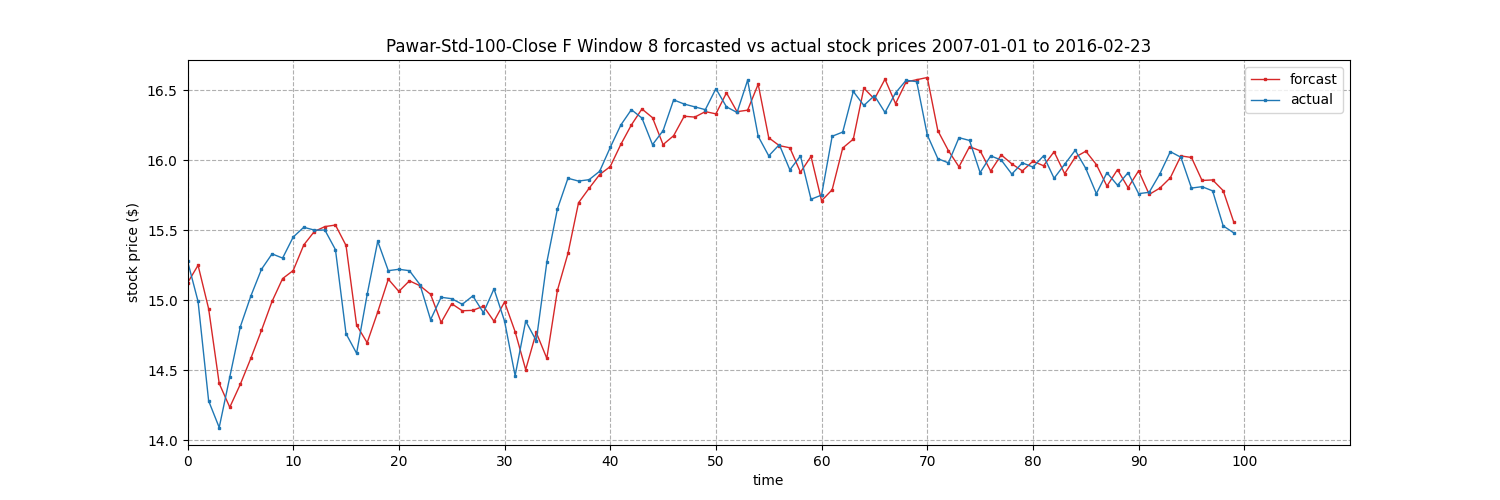 Pawar-Std-100-Close F Window 8 forcasted vs actual stock prices 2007-01-01 to 2016-02-23
forcast
actual
stock price ($)
16.5
16.0
15.5
15.0
14.5
14.0
0 10 20 30 40 50 60 70 80 90 100
time